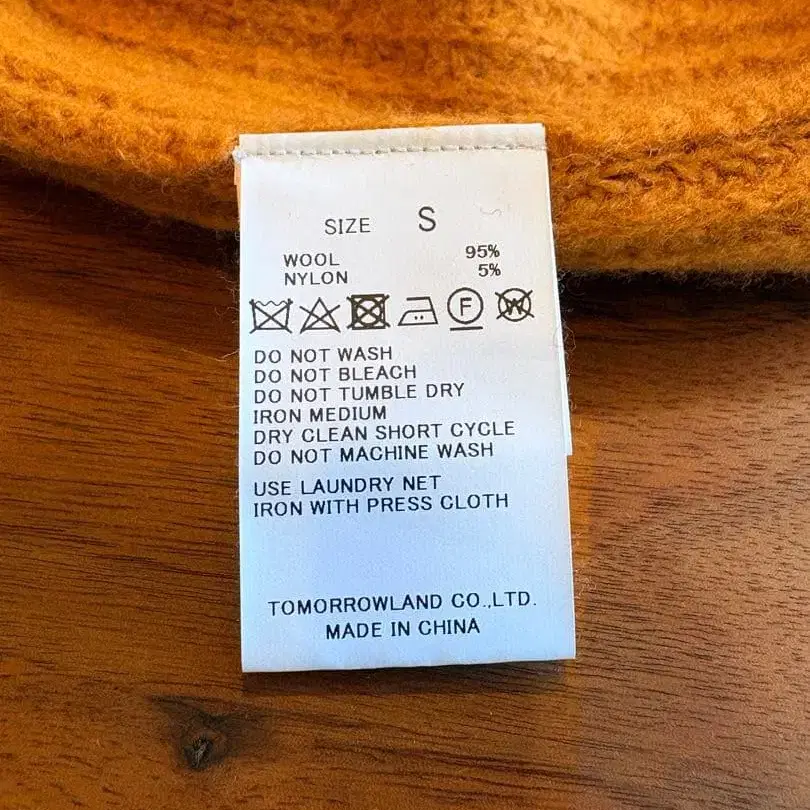 SIZE S
WOOL 95%
NYLON 5%
F W
DO NOT WASH
DO NOT BLEACH
DO NOT TUMBLE DRY
IRON MEDIUM
DRY CLEAN SHORT CYCLE
DO NOT MACHINE WASH
USE LAUNDRY NET
IRON WITH PRESS CLOTH
TOMORROWLAND CO.,LTD.
MADE IN CHINA